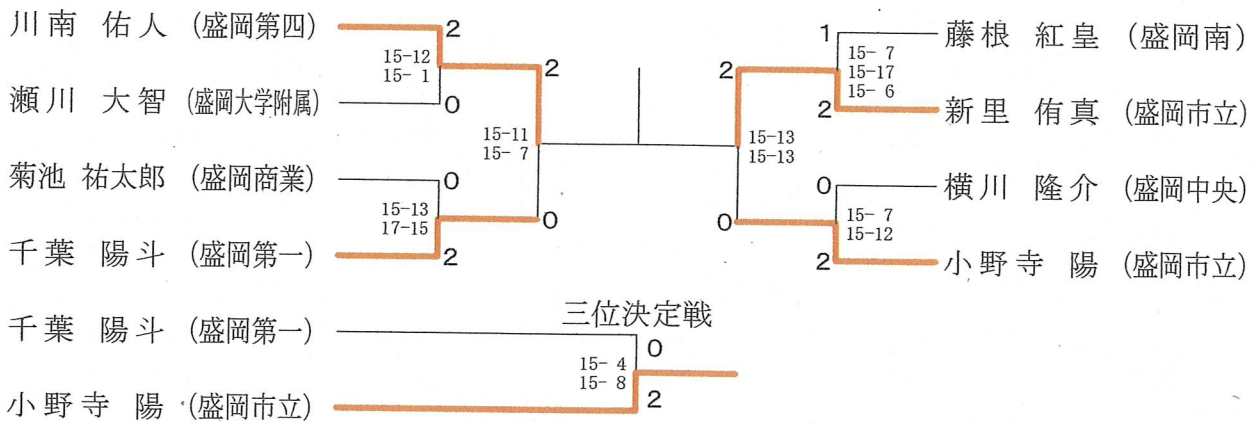 川南 佑人 (盛岡第四)
2
15-12
15- 1
0
瀬川 大智 (盛岡大学附属)
2
15-11
15- 7
0
菊池 祐太郎 (盛岡商業)
0
15-13
17-15
2
千葉 陽斗 (盛岡第一)
1
藤根 紅皇 (盛岡南)
15- 7
15-17
15- 6
2
新里 侑真 (盛岡市立)
2
15-13
15-13
0
0
横川 隆介 (盛岡中央)
15- 7
15-12
2
小野寺 陽 (盛岡市立)
三位決定戦
千葉 陽斗 (盛岡第一)
0
15- 4
15- 8
2
小野寺 陽 (盛岡市立)